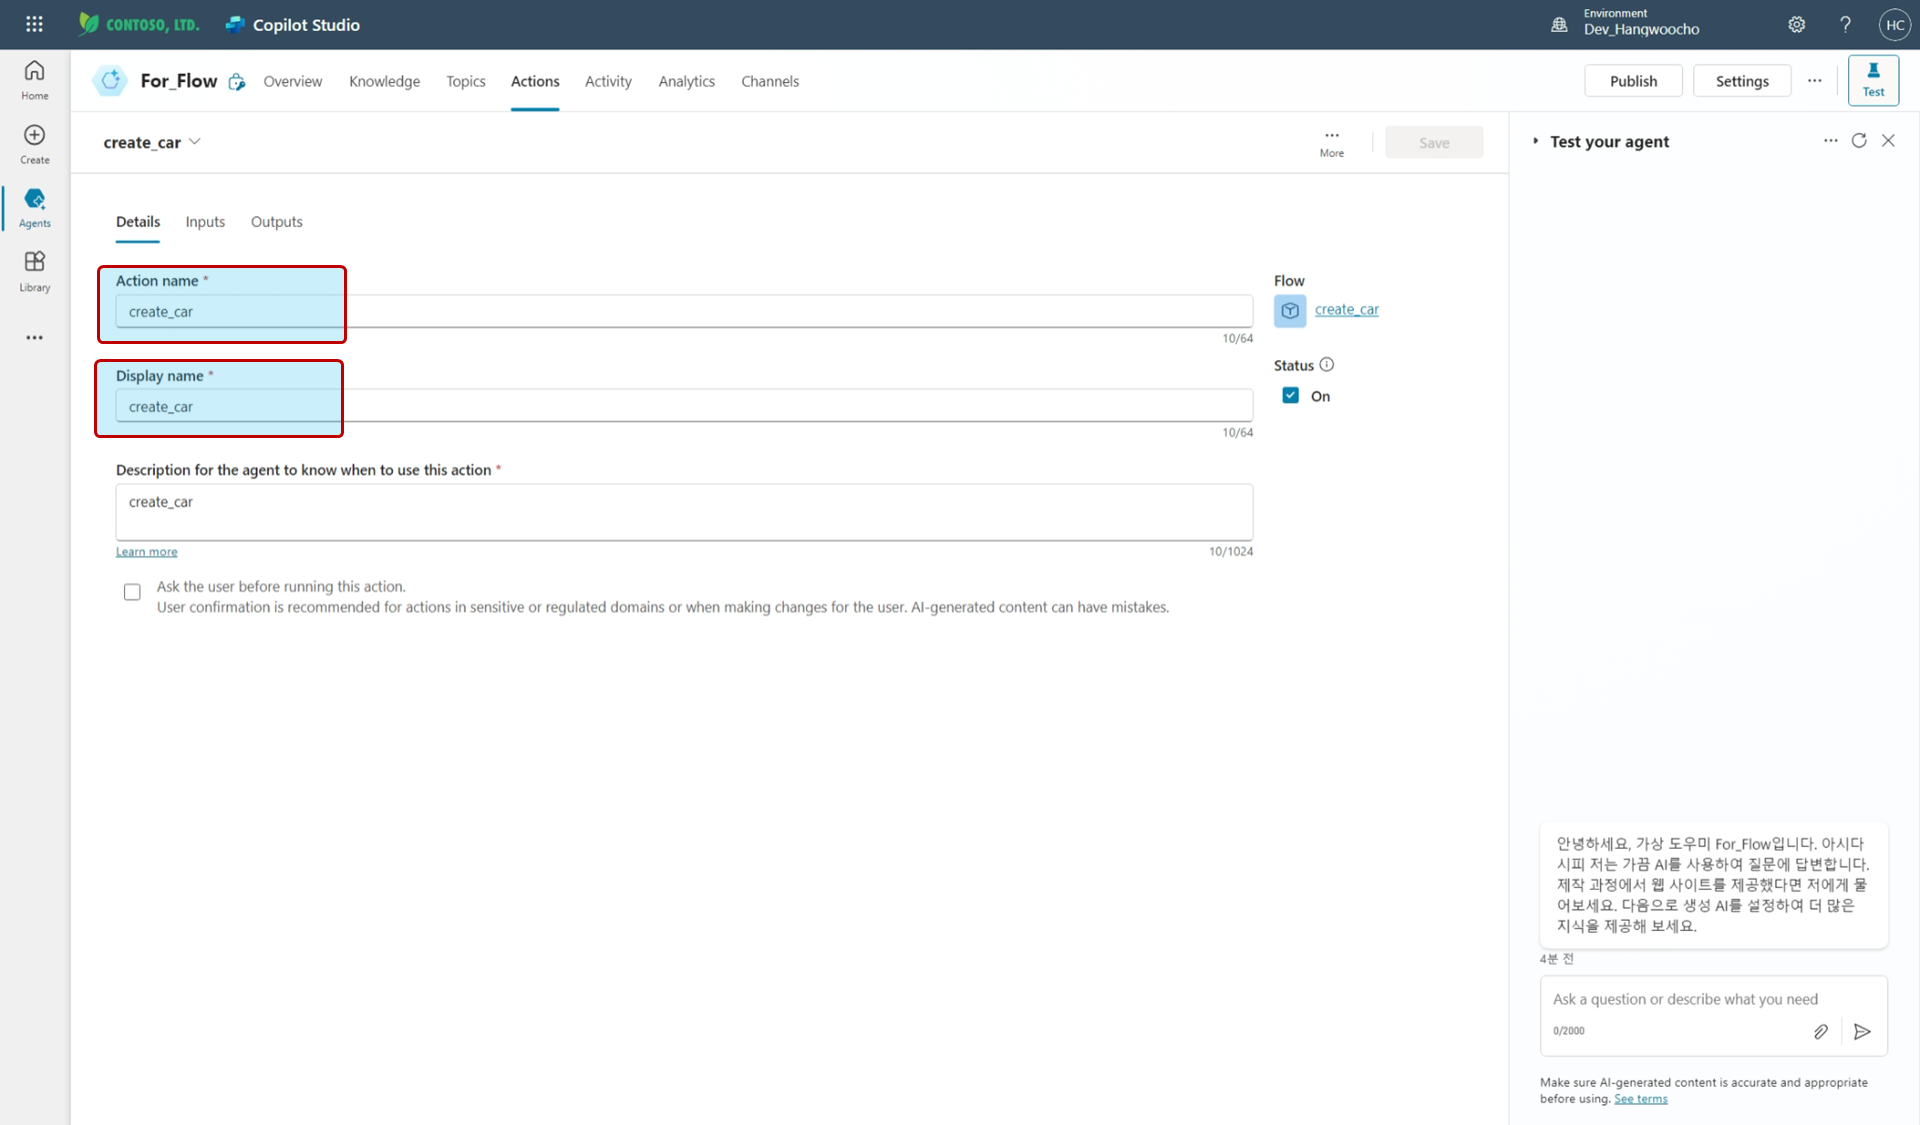 CONTOSO, LTD.
Copilot Studio
Environment
Dev_Hangwoocho
HC
Home
Create
Agents
Library
For_Flow
Overview
Knowledge
Topics
Actions
Activity
Analytics
Channels
Publish
Settings
Test
create_car
More
Save
Details
Inputs
Outputs
Action name *
create_car
10/64
Display name *
create_car
10/64
Description for the agent to know when to use this action *
create_car
Learn more
10/1024
Ask the user before running this action.
User confirmation is recommended for actions in sensitive or regulated domains or when making changes for the user. AI-generated content can have mistakes.
Flow
create_car
Status
On
Test your agent
안녕하세요, 가상 도우미 For_Flow입니다. 아시다
시피 저는 가끔 AI를 사용하여 질문에 답변합니다.
제작 과정에서 웹 사이트를 제공했다면 저에게 물
어보세요. 다음으로 생성 AI를 설정하여 더 많은
지식을 제공해 보세요.
4분 전
Ask a question or describe what you need
0/2000
Make sure AI-generated content is accurate and appropriate
before using. See terms